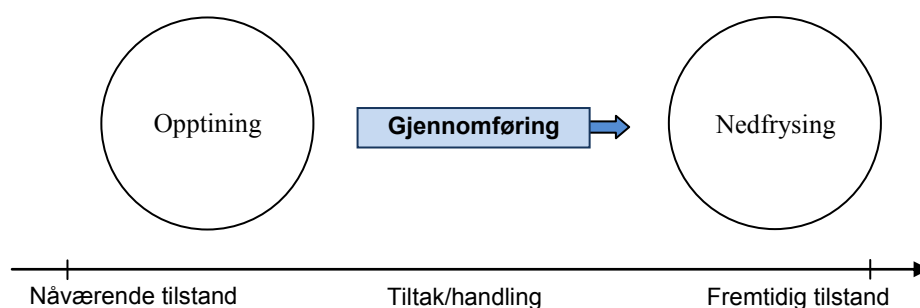 Opptining
Gjennomføring
Nedfrysing
Nåværende tilstand
Tiltak/handling
Fremtidig tilstand